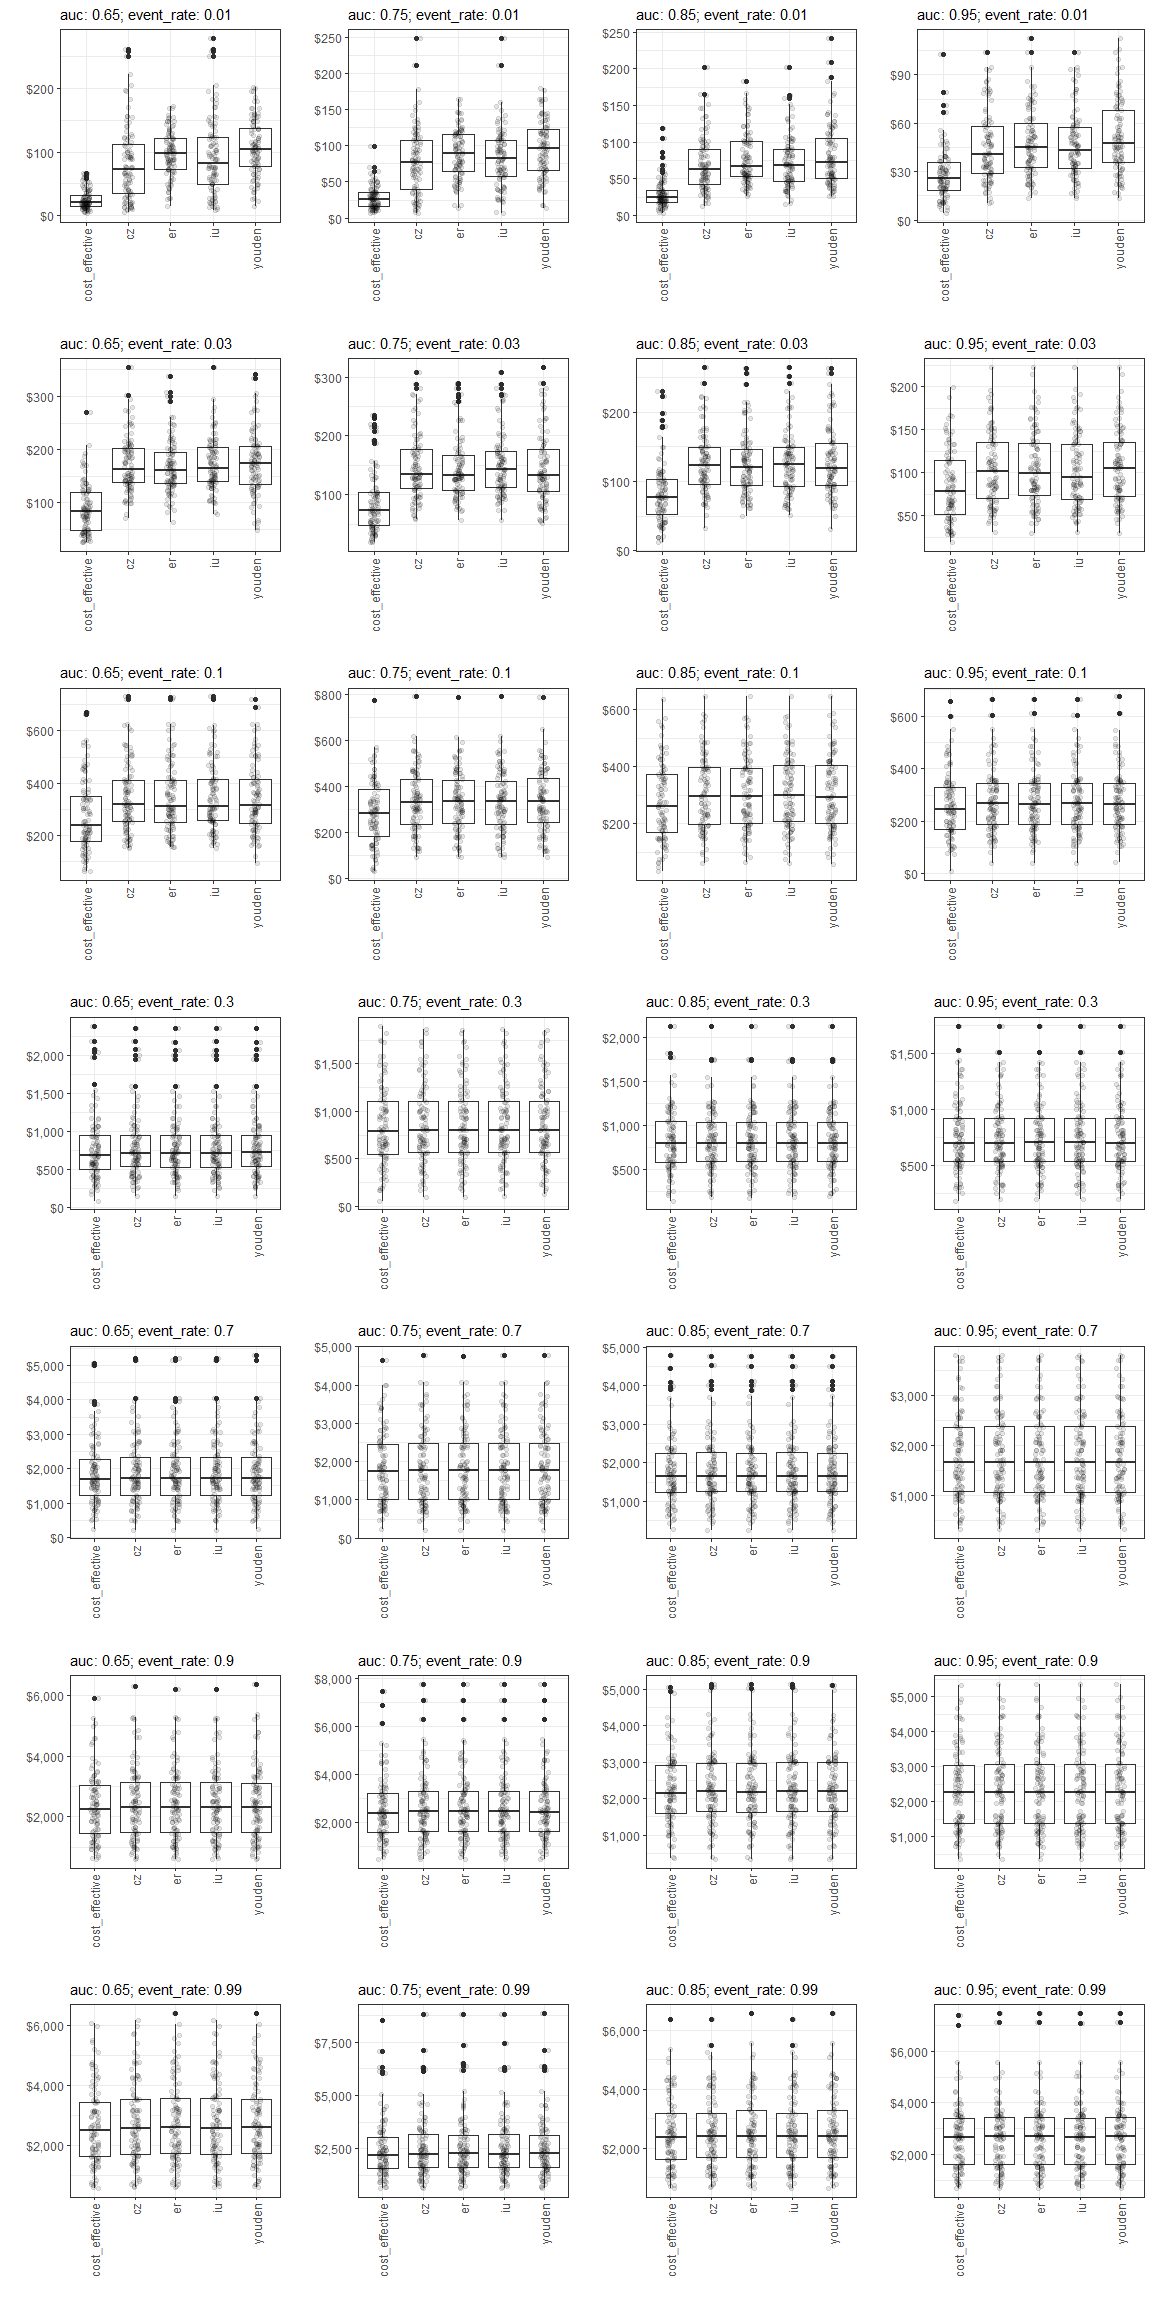 auc: 0.65; event_rate: 0.01
auc: 0.75; event_rate: 0.01
auc: 0.85; event_rate: 0.01
auc: 0.95; event_rate: 0.01
$200
$100
$0
$250
$200
$150
$100
$50
$0
$250
$200
$150
$100
$50
$0
$90
$60
$30
$0
cost_effective
cz
er
iu
youden
cost_effective
cz
er
iu
youden
cost_effective
cz
er
iu
youden
cost_effective
cz
er
iu
youden
auc: 0.65; event_rate: 0.03
auc: 0.75; event_rate: 0.03
auc: 0.85; event_rate: 0.03
auc: 0.95; event_rate: 0.03
$300
$200
$100
$300
$200
$100
$200
$100
$0
$200
$150
$100
$50
cost_effective
cz
er
iu
youden
cost_effective
cz
er
iu
youden
cost_effective
cz
er
iu
youden
cost_effective
cz
er
iu
youden
auc: 0.65; event_rate: 0.1
auc: 0.75; event_rate: 0.1
auc: 0.85; event_rate: 0.1
auc: 0.95; event_rate: 0.1
$600
$400
$200
$800
$600
$400
$200
$0
$600
$400
$200
$600
$400
$200
$0
cost_effective
cz
er
iu
youden
cost_effective
cz
er
iu
youden
cost_effective
cz
er
iu
youden
cost_effective
cz
er
iu
youden
auc: 0.65; event_rate: 0.3
auc: 0.75; event_rate: 0.3
auc: 0.85; event_rate: 0.3
auc: 0.95; event_rate: 0.3
$2,000
$1,500
$1,000
$500
$0
$1,500
$1,000
$500
$0
$2,000
$1,500
$1,000
$500
$1,500
$1,000
$500
cost_effective
cz
er
iu
youden
cost_effective
cz
er
iu
youden
cost_effective
cz
er
iu
youden
cost_effective
cz
er
iu
youden
auc: 0.65; event_rate: 0.7
auc: 0.75; event_rate: 0.7
auc: 0.85; event_rate: 0.7
auc: 0.95; event_rate: 0.7
$5,000
$4,000
$3,000
$2,000
$1,000
$0
$5,000
$4,000
$3,000
$2,000
$1,000
$0
$5,000
$4,000
$3,000
$2,000
$1,000
$3,000
$2,000
$1,000
cost_effective
cz
er
iu
youden
cost_effective
cz
er
iu
youden
cost_effective
cz
er
iu
youden
cost_effective
cz
er
iu
youden
auc: 0.65; event_rate: 0.9
auc: 0.75; event_rate: 0.9
auc: 0.85; event_rate: 0.9
auc: 0.95; event_rate: 0.9
$6,000
$4,000
$2,000
$8,000
$6,000
$4,000
$2,000
$5,000
$4,000
$3,000
$2,000
$1,000
$5,000
$4,000
$3,000
$2,000
$1,000
cost_effective
cz
er
iu
youden
cost_effective
cz
er
iu
youden
cost_effective
cz
er
iu
youden
cost_effective
cz
er
iu
youden
auc: 0.65; event_rate: 0.99
auc: 0.75; event_rate: 0.99
auc: 0.85; event_rate: 0.99
auc: 0.95; event_rate: 0.99
$6,000
$4,000
$2,000
$7,500
$5,000
$2,500
$6,000
$4,000
$2,000
$6,000
$4,000
$2,000
cost_effective
cz
er
iu
youden
cost_effective
cz
er
iu
youden
cost_effective
cz
er
iu
youden
cost_effective
cz
er
iu
youden